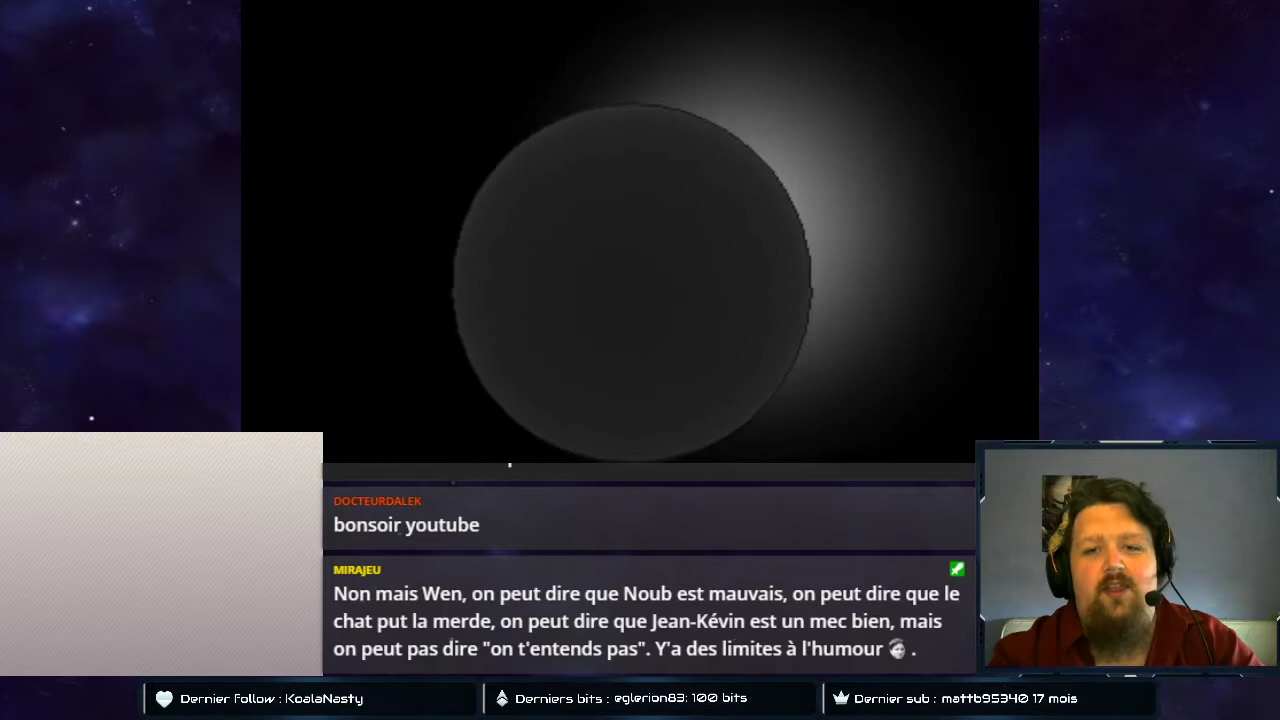 DOCTEURDALEK
bonsoir youtube
MIRAJEU
Non mais Wen, on peut dire que Noub est mauvais, on peut dire que le
chat put la merde, on peut dire que Jean-Kévin est un mec bien, mais
on peut pas dire "on t'entends pas". Y'a des limites à l'humour .
Dernier Follow : KoalaNasty
Derniers bits : eglerion83: 100 bits
Dernier sub : mattb95340 17 mois